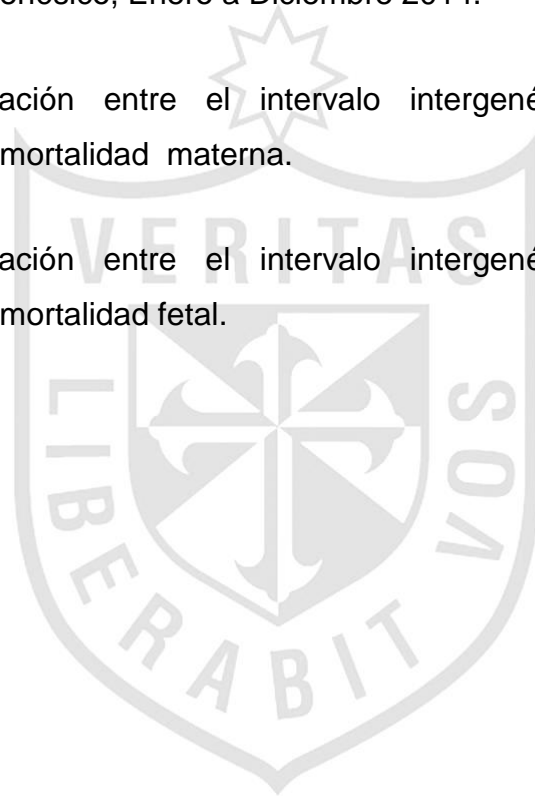 Enero a Diciembre 2014.
ación entre el intervalo intergené
mortalidad materna.
ación entre el intervalo intergené
mortalidad fetal.
VERITAS
LIBERABIT VOS